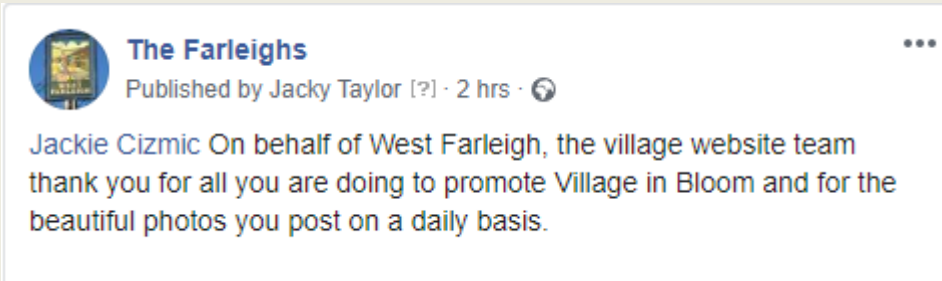 The Farleighs
Published by Jacky Taylor [?] · 2 hrs ·
Jackie Cizmic On behalf of West Farleigh, the village website team
thank you for all you are doing to promote Village in Bloom and for the
beautiful photos you post on a daily basis.